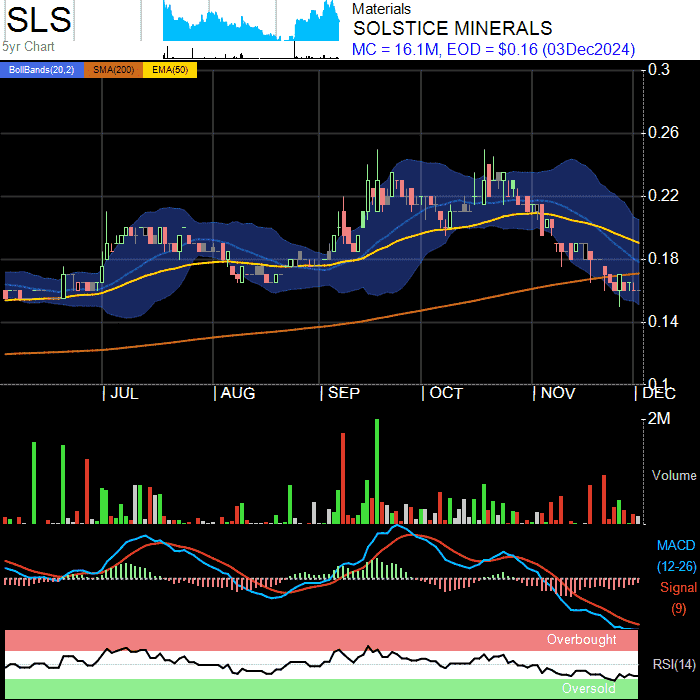 SLS
5yr Chart
Materials
SOLSTICE MINERALS
MC = 16.1M, EOD = $0.16 (03Dec2024)
BollBands(20,2) SMA(200) EMA(50)
0.3
0.26
0.22
0.18
0.14
0.1
JUL AUG SEP OCT NOV DEC
2M
Volume
MACD
(12-26)
Signal
(9)
Overbought
RSI(14)
Oversold